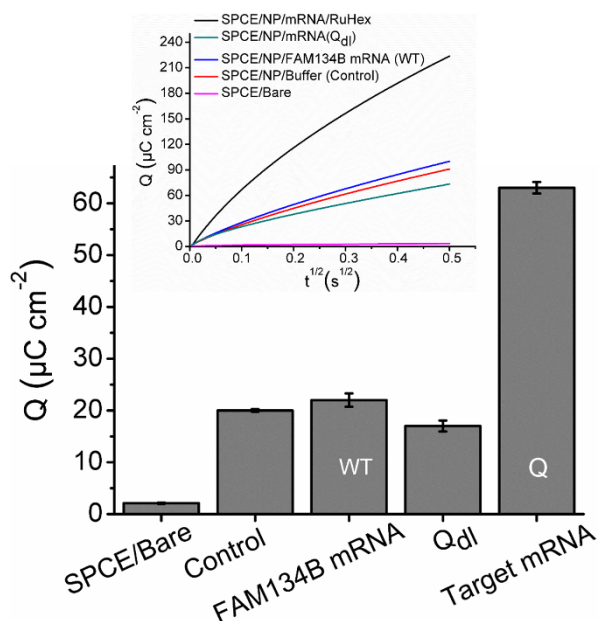 SPCE/NP/mRNA/RuHex
SPCE/NP/mRNA(Qdl)
SPCE/NP/FAM134B mRNA (WT)
SPCE/NP/Buffer (Control)
SPCE/Bare
Q (µC cm-2)
240
210
180
150
120
90
60
30
0
0.0 0.1 0.2 0.3 0.4 0.5
t1/2(s1/2)
Q (µC cm-2)
60
50
40
30
20
10
0
WT
Q
SPCE/Bare
Control
FAM134B mRNA
Qdl
Target mRNA